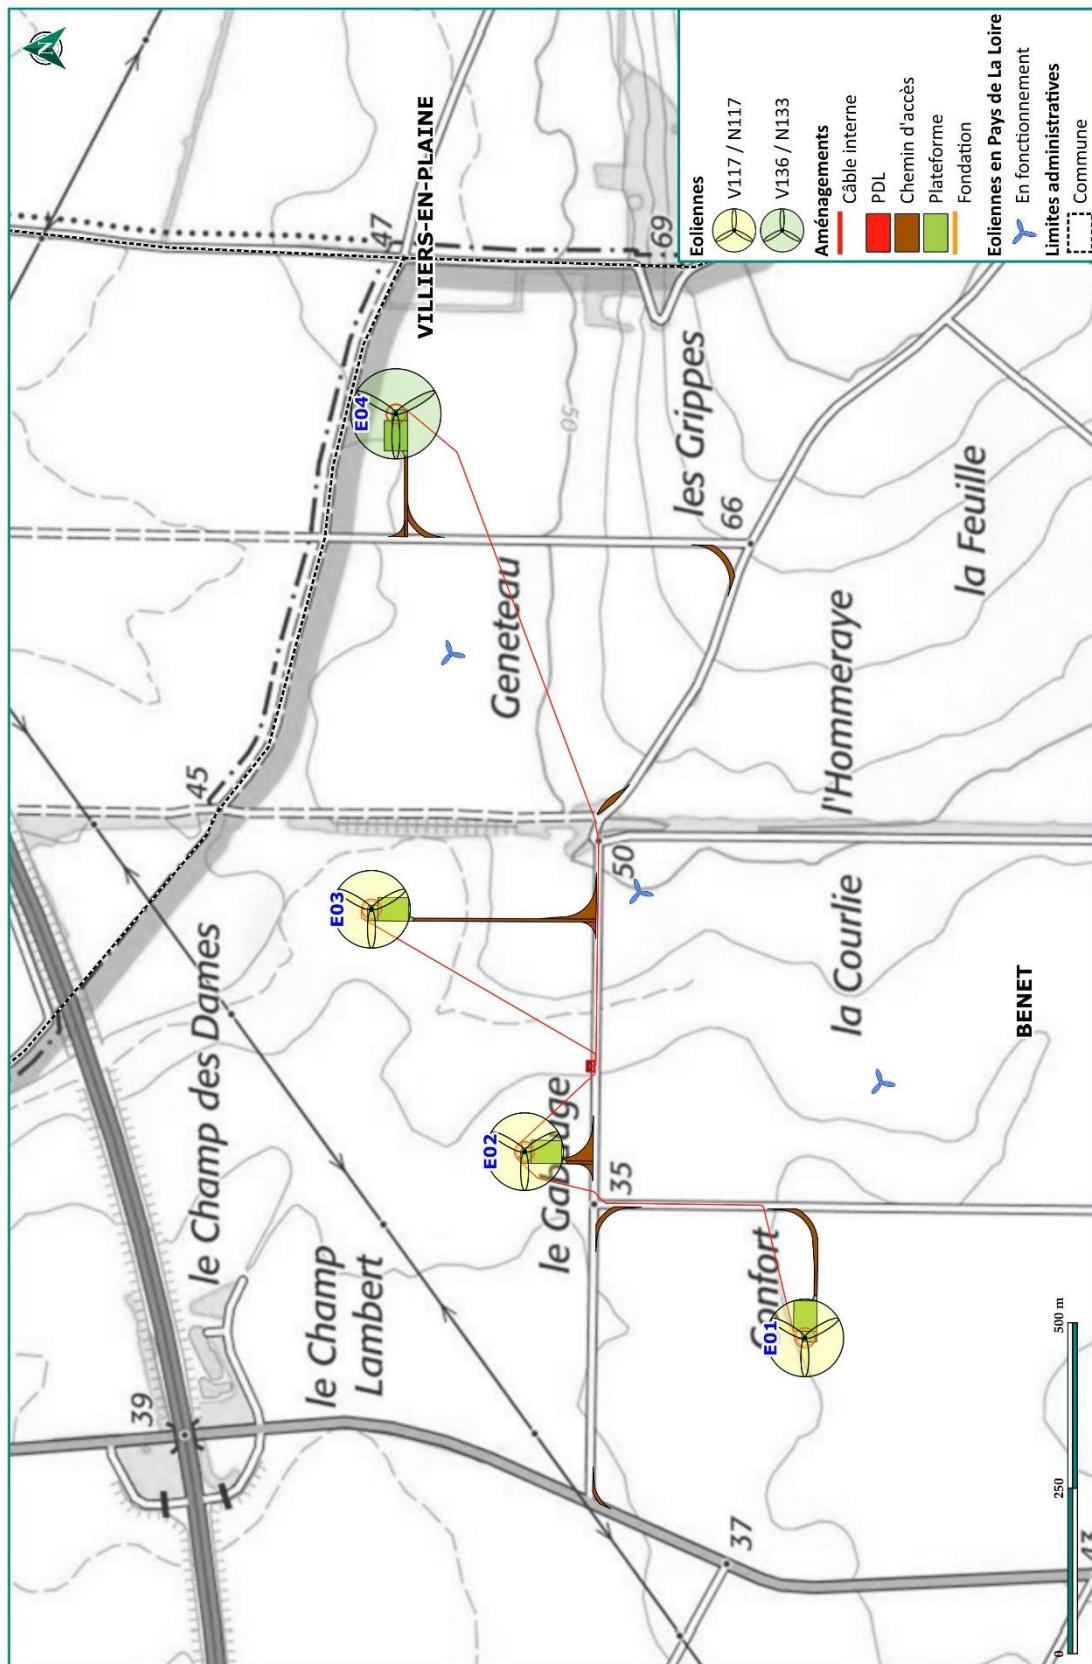 N
VILLIERS-EN-PLAINE
47
69
E04
50
les Grippes
66
la Feuille
Geneteau
45
l'Hommeraye
E03
50
le Champ des Dames
la Courlie
BENET
E02
35
le Champ
Lambert
Confort
E01
39
37
43
0
250
500 m
Eoliennes
V117 / N117
V136 / N133
Aménagements
Câble interne
PDL
Chemin d'accès
Plateforme
Fondation
Eoliennes en Pays de La Loire
En fonctionnement
Limites administratives
Commune